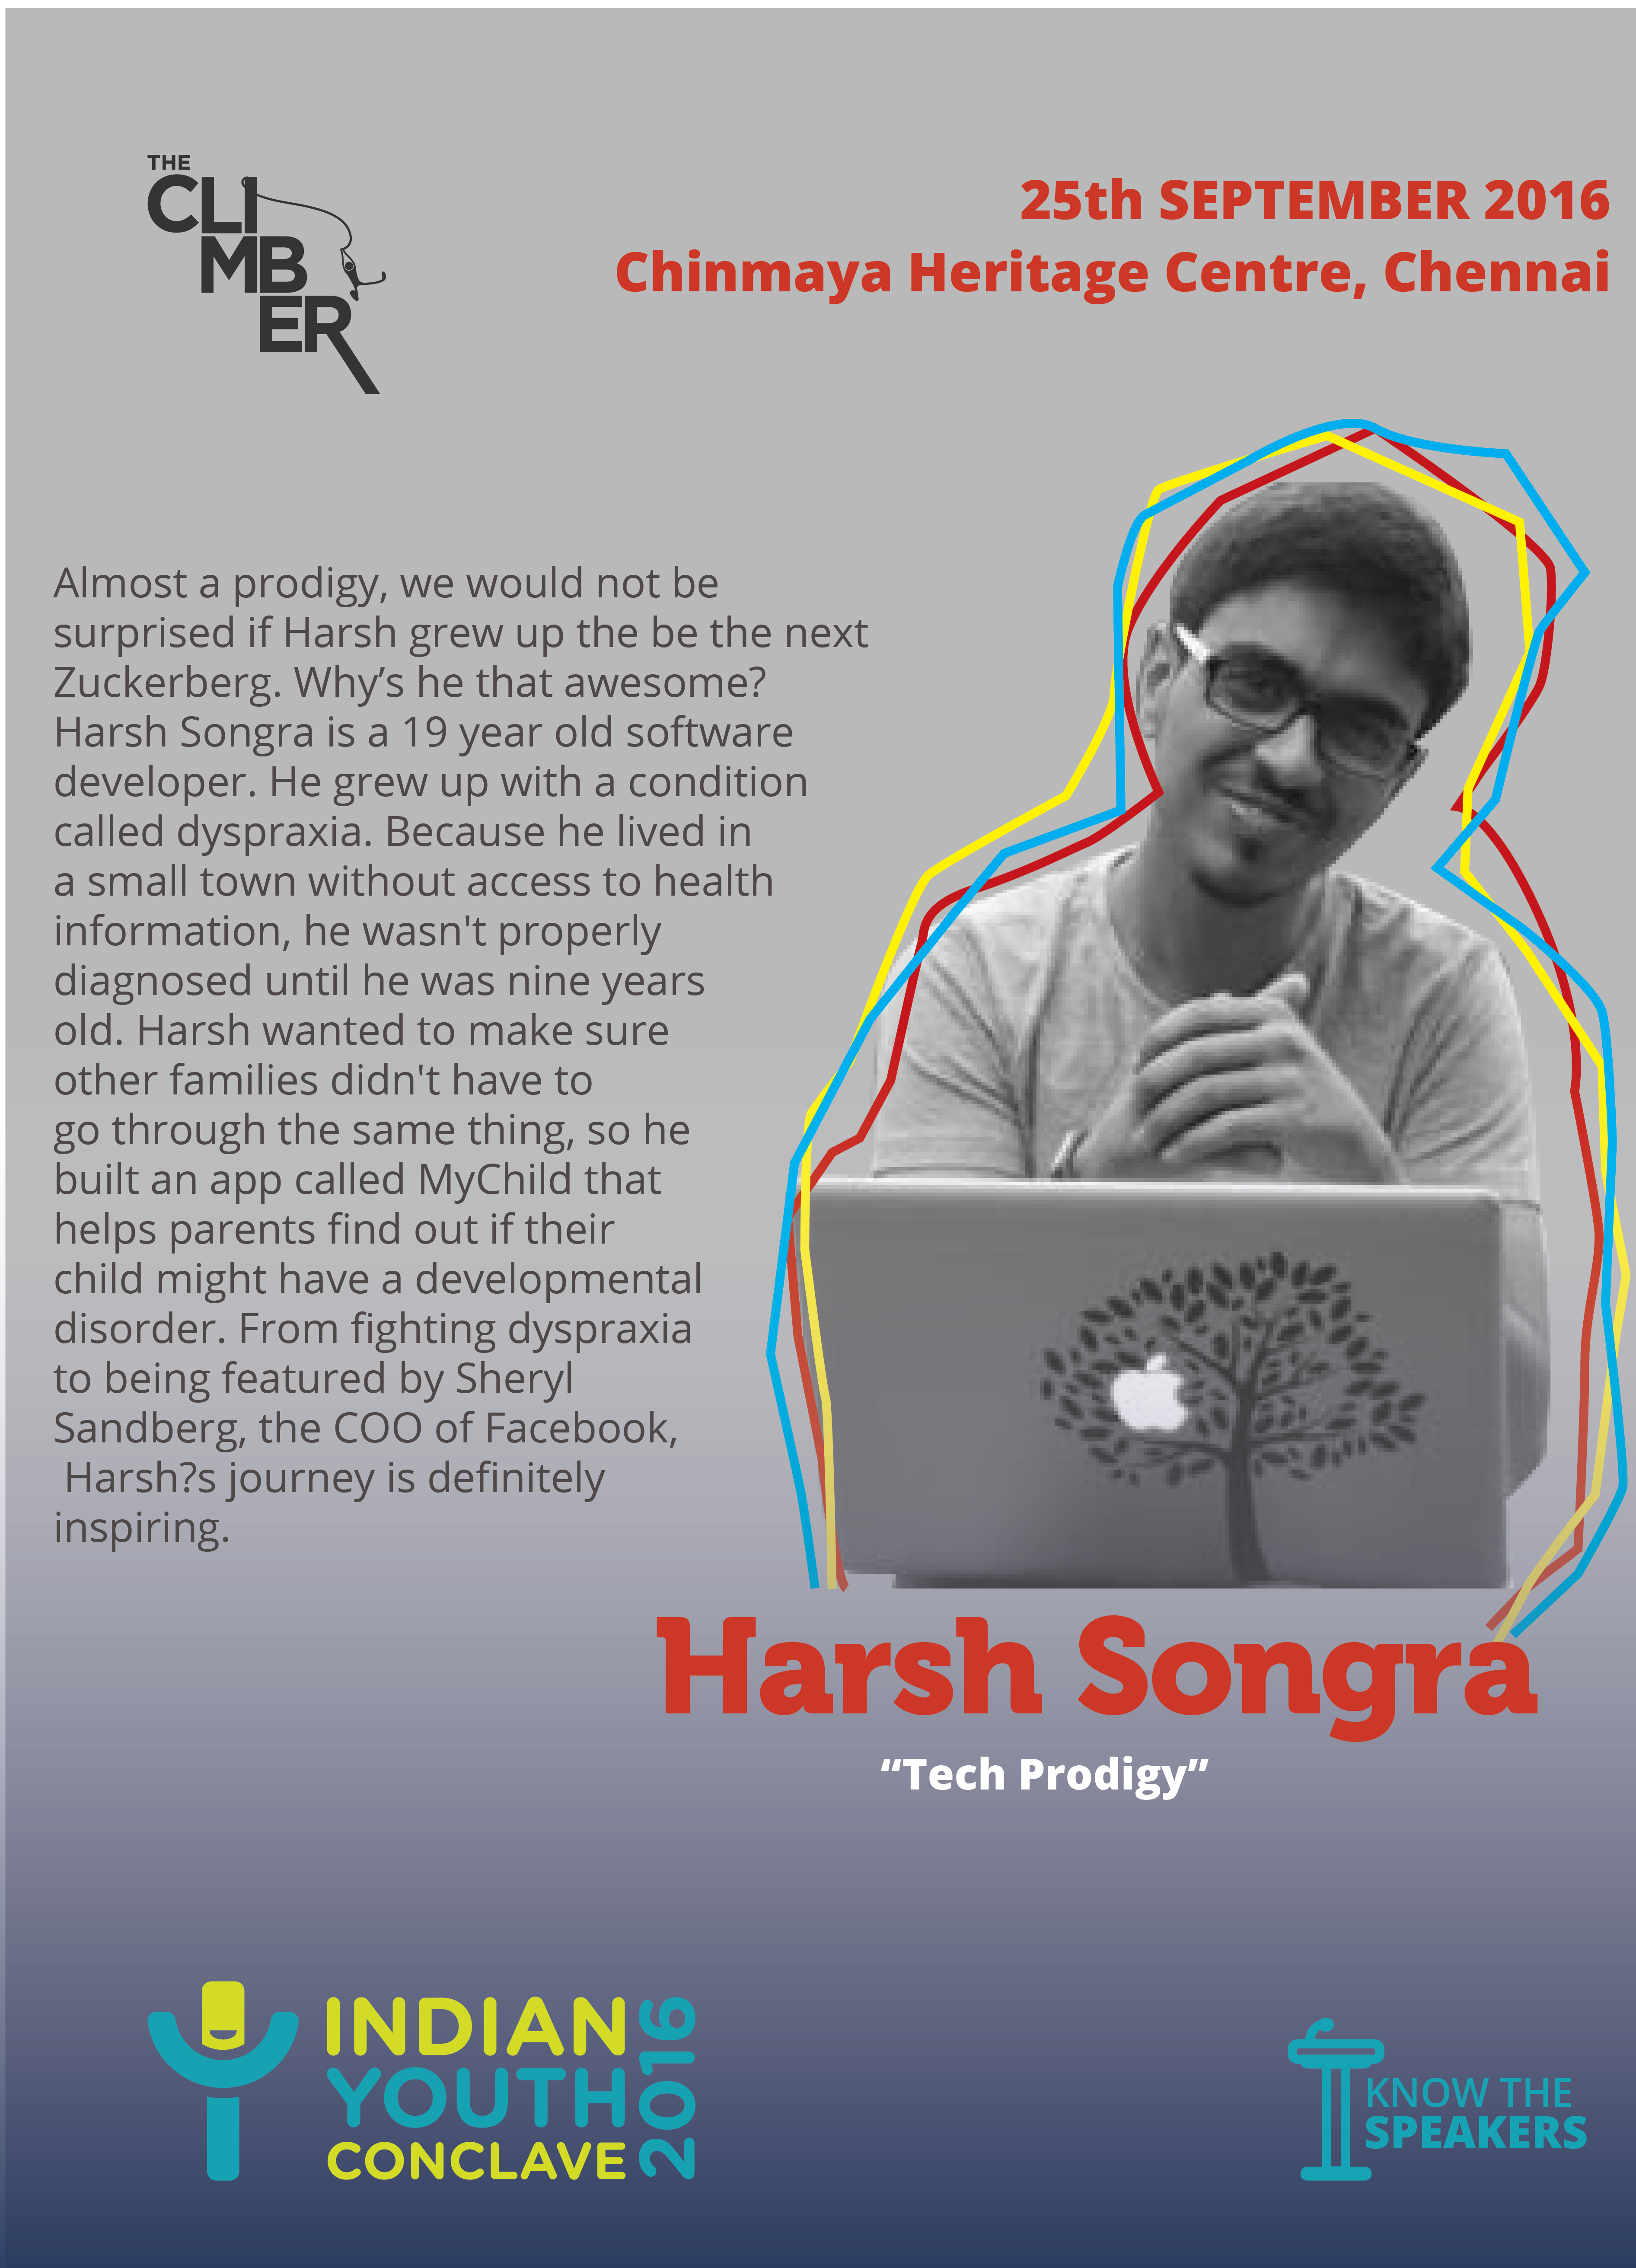 THE
CLI
MB
ER
25th SEPTEMBER 2016
Chinmaya Heritage Centre, Chennai
Almost a prodigy, we would not be
surprised if Harsh grew up the be the next
Zuckerberg. Why’s he that awesome?
Harsh Songra is a 19 year old software
developer. He grew up with a condition
called dyspraxia. Because he lived in
a small town without access to health
information, he wasn't properly
diagnosed until he was nine years
old. Harsh wanted to make sure
other families didn't have to
go through the same thing, so he
built an app called MyChild that
helps parents find out if their
child might have a developmental
disorder. From fighting dyspraxia
to being featured by Sheryl
Sandberg, the COO of Facebook,
Harsh?s journey is definitely
inspiring.
Harsh Songra
“Tech Prodigy”
INDIAN
YOUTH
CONCLAVE
2016
KNOW THE
SPEAKERS